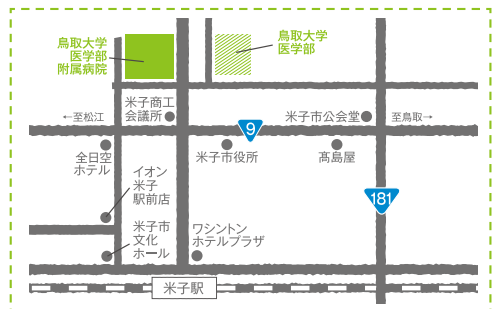 鳥取大学
医学部
附属病院
鳥取大学
医学部
米子商工
会議所
←至松江
9
米子市公会堂
至鳥取→
全日空
ホテル
米子市役所
髙島屋
イオン
米子
駅前店
181
米子市
文化
ホール
ワシントン
ホテルプラザ
米子駅